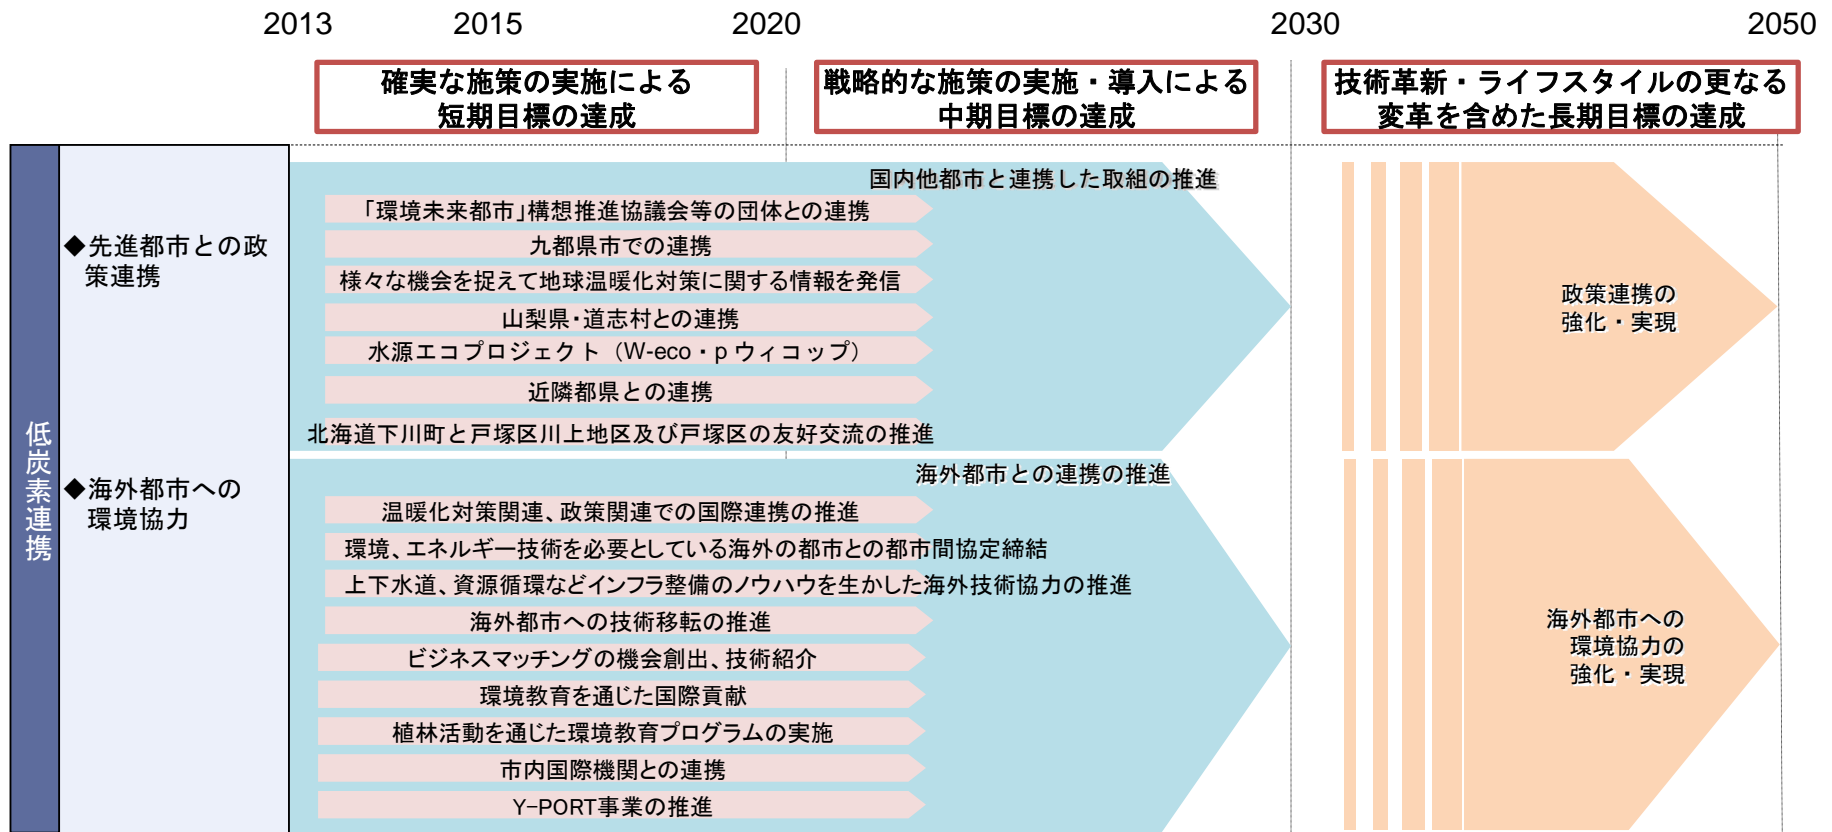 2013
2015
2020
2030
2050
確実な施策の実施による
短期目標の達成
戦略的な施策の実施・導入による
中期目標の達成
技術革新・ライフスタイルの更なる
変革を含めた長期目標の達成
低炭素連携
◆先進都市との政
策連携
国内他都市と連携した取組の推進
「環境未来都市」構想推進協議会等の団体との連携
九都県市での連携
様々な機会を捉えて地球温暖化対策に関する情報を発信
山梨県・道志村との連携
水源エコプロジェクト（W-eco・p ウィコップ）
近隣都県との連携
北海道下川町と戸塚区川上地区及び戸塚区の友好交流の推進
政策連携の
強化・実現
◆海外都市への
環境協力
海外都市との連携の推進
温暖化対策関連、政策関連での国際連携の推進
環境、エネルギー技術を必要としている海外の都市との都市間協定締結
上下水道、資源循環などインフラ整備のノウハウを生かした海外技術協力の推進
海外都市への技術移転の推進
ビジネスマッチングの機会創出、技術紹介
環境教育を通じた国際貢献
植林活動を通じた環境教育プログラムの実施
市内国際機関との連携
Y-PORT事業の推進
海外都市への
環境協力の
強化・実現